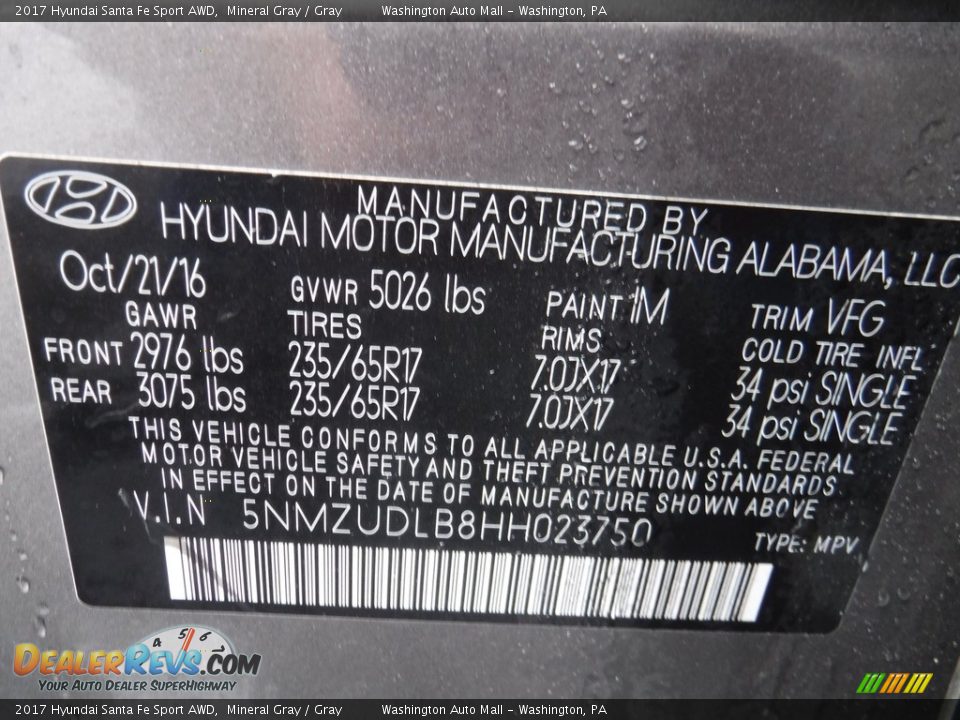 2017 Hyundai Santa Fe Sport AWD, Mineral Gray / Gray Washington Auto Mall - Washington, PA
MANUFACTURED BY
HYUNDAI MOTOR MANUFACTURING ALABAMA, LLC
Oct/21/16 GVWR 5026 lbs PAINT 1M TRIM VFG
GAWR TIRES RIMS COLD TIRE INFL
FRONT 2976 lbs 235/65R17 7.0JX17 34 psi SINGLE
REAR 3075 lbs 235/65R17 7.0JX17 34 psi SINGLE
THIS VEHICLE CONFORMS TO ALL APPLICABLE U.S.A. FEDERAL
MOTOR VEHICLE SAFETY AND THEFT PREVENTION STANDARDS
IN EFFECT ON THE DATE OF MANUFACTURE SHOWN ABOVE
V.I.N 5NMZUDLB8HH023750
TYPE: MPV
4 5 6
DealerRevs.com
Your Auto Dealer SuperHighway
2017 Hyundai Santa Fe Sport AWD, Mineral Gray / Gray Washington Auto Mall - Washington, PA